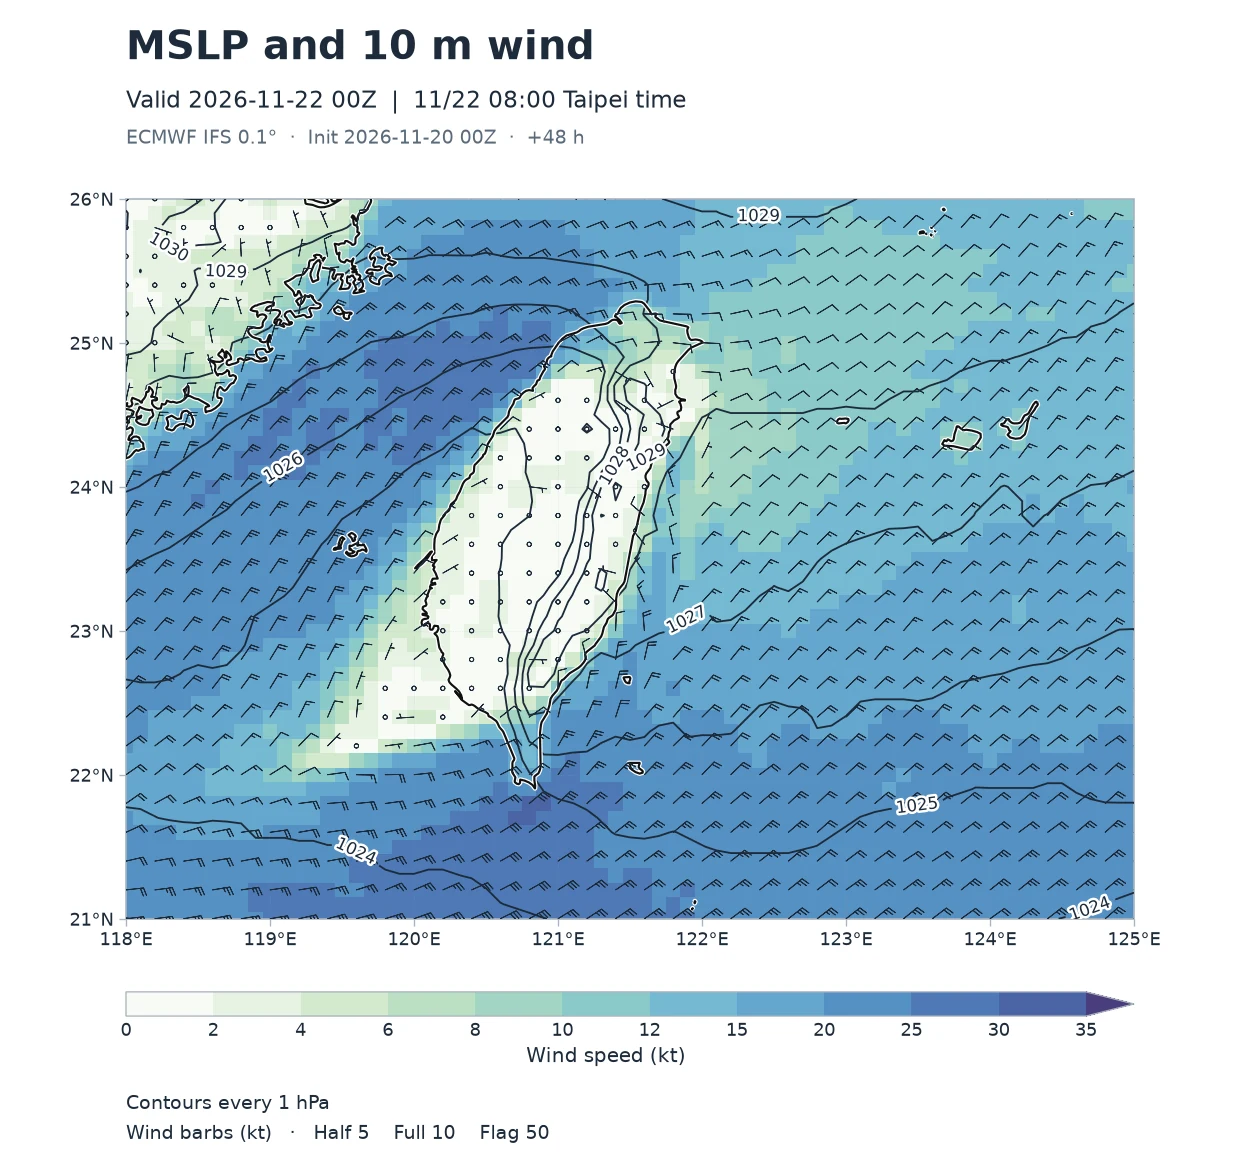 MSLP and 10 m wind
Valid 2026-11-22 00Z | 11/22 08:00 Taipei time
ECMWF IFS 0.1° · Init 2026-11-20 00Z · +48 h
26°N
25°N
24°N
23°N
22°N
21°N
1029
1030
1029
1026
1028
1029
1027
1025
1024
1024
118°E 119°E 120°E 121°E 122°E 123°E 124°E 125°E
0 2 4 6 8 10 12 15 20 25 30 35
Wind speed (kt)
Contours every 1 hPa
Wind barbs (kt) · Half 5 Full 10 Flag 50